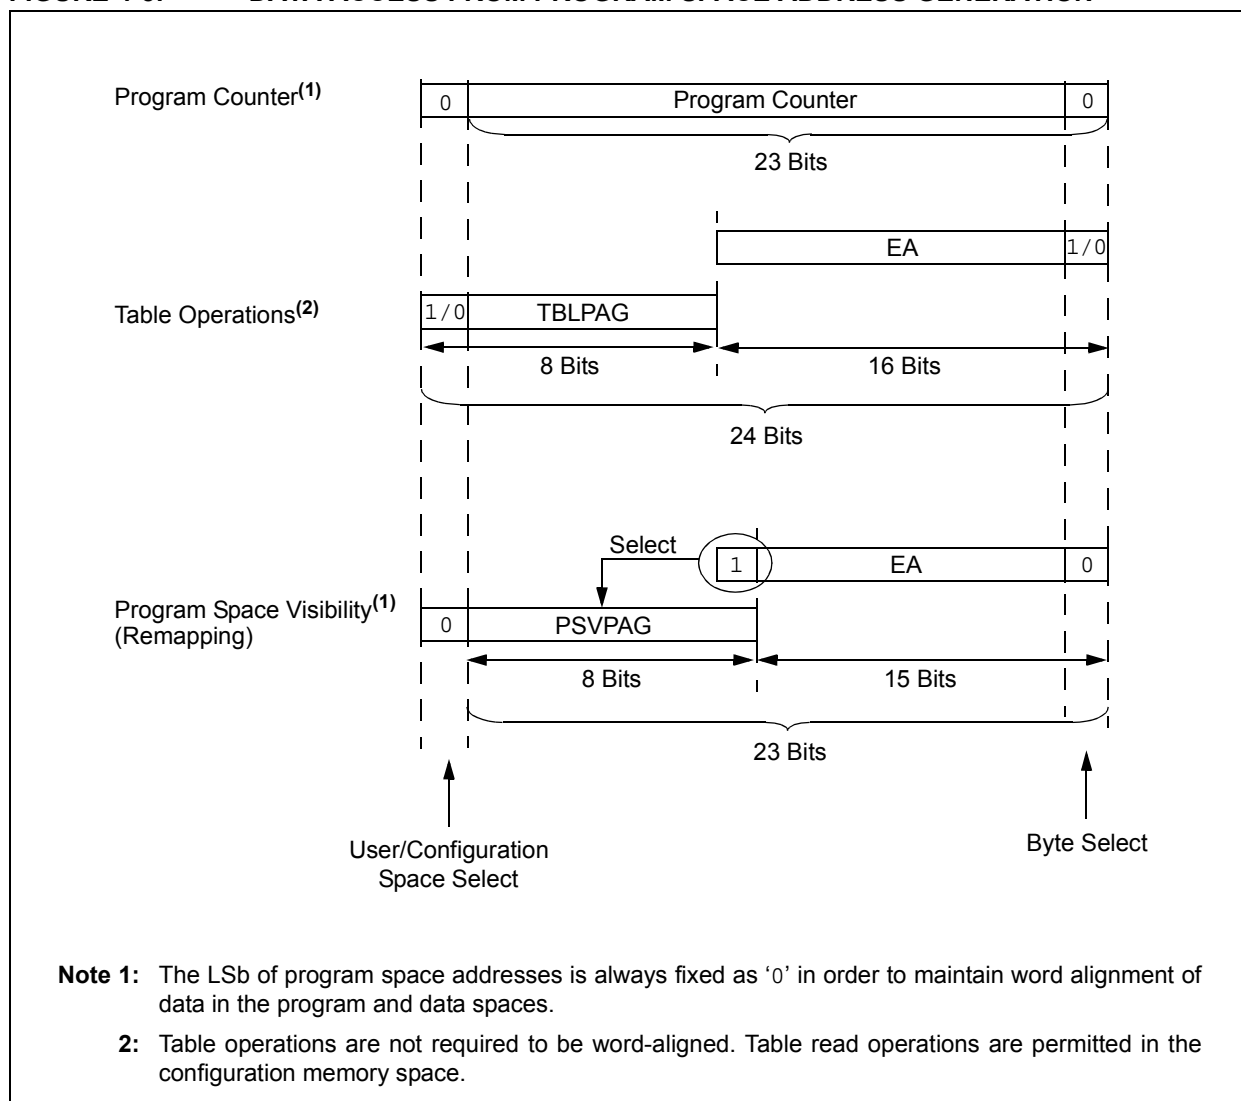 Program Counter(1)
0
Program Counter
0
23 Bits
EA
1/0
Table Operations(2)
1/0
TBLPAG
8 Bits
16 Bits
24 Bits
Select
1
EA
0
Program Space Visibility(1)
(Remapping)
0
PSVPAG
8 Bits
15 Bits
23 Bits
User/Configuration
Space Select
Byte Select
Note 1: The LSb of program space addresses is always fixed as ‘0’ in order to maintain word alignment of
data in the program and data spaces.
2: Table operations are not required to be word-aligned. Table read operations are permitted in the
configuration memory space.